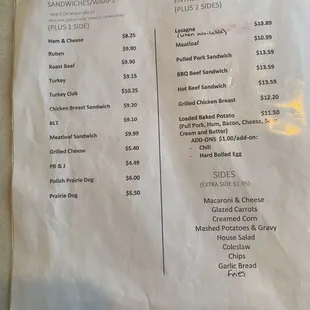 SANDWICHES/WRAPS
(PLUS 1 SIDE)
Ham & Cheese $8.25
Ruban $9.90
Roast Beef $9.90
Turkey $9.15
Turkey Club $10.25
Chicken Breast Sandwich $9.20
BLT $9.10
Meatloaf Sandwich $9.99
Grilled Cheese $5.40
PB & J $4.48
Polish Prairie Dog $6.00
Prairie Dog $5.50
(PLUS 2 SIDES)
Lasagna $13.89
Meatloaf $10.99
Pulled Pork Sandwich $13.59
BBQ Beef Sandwich $13.59
Hot Beef Sandwich $13.59
Grilled Chicken Breast $12.20
Loaded Baked Potato $11.50
(Pull Pork, Ham, Bacon, Cheese,
Cream and Butter)
ADD-ONS $1.00/add-on:
- Chili
- Hard Boiled Egg
SIDES
(EXTRA SIDE $1.95)
Macaroni & Cheese
Glazed Carrots
Creamed Corn
Mashed Potatoes & Gravy
House Salad
Coleslaw
Chips
Garlic Bread
Fries